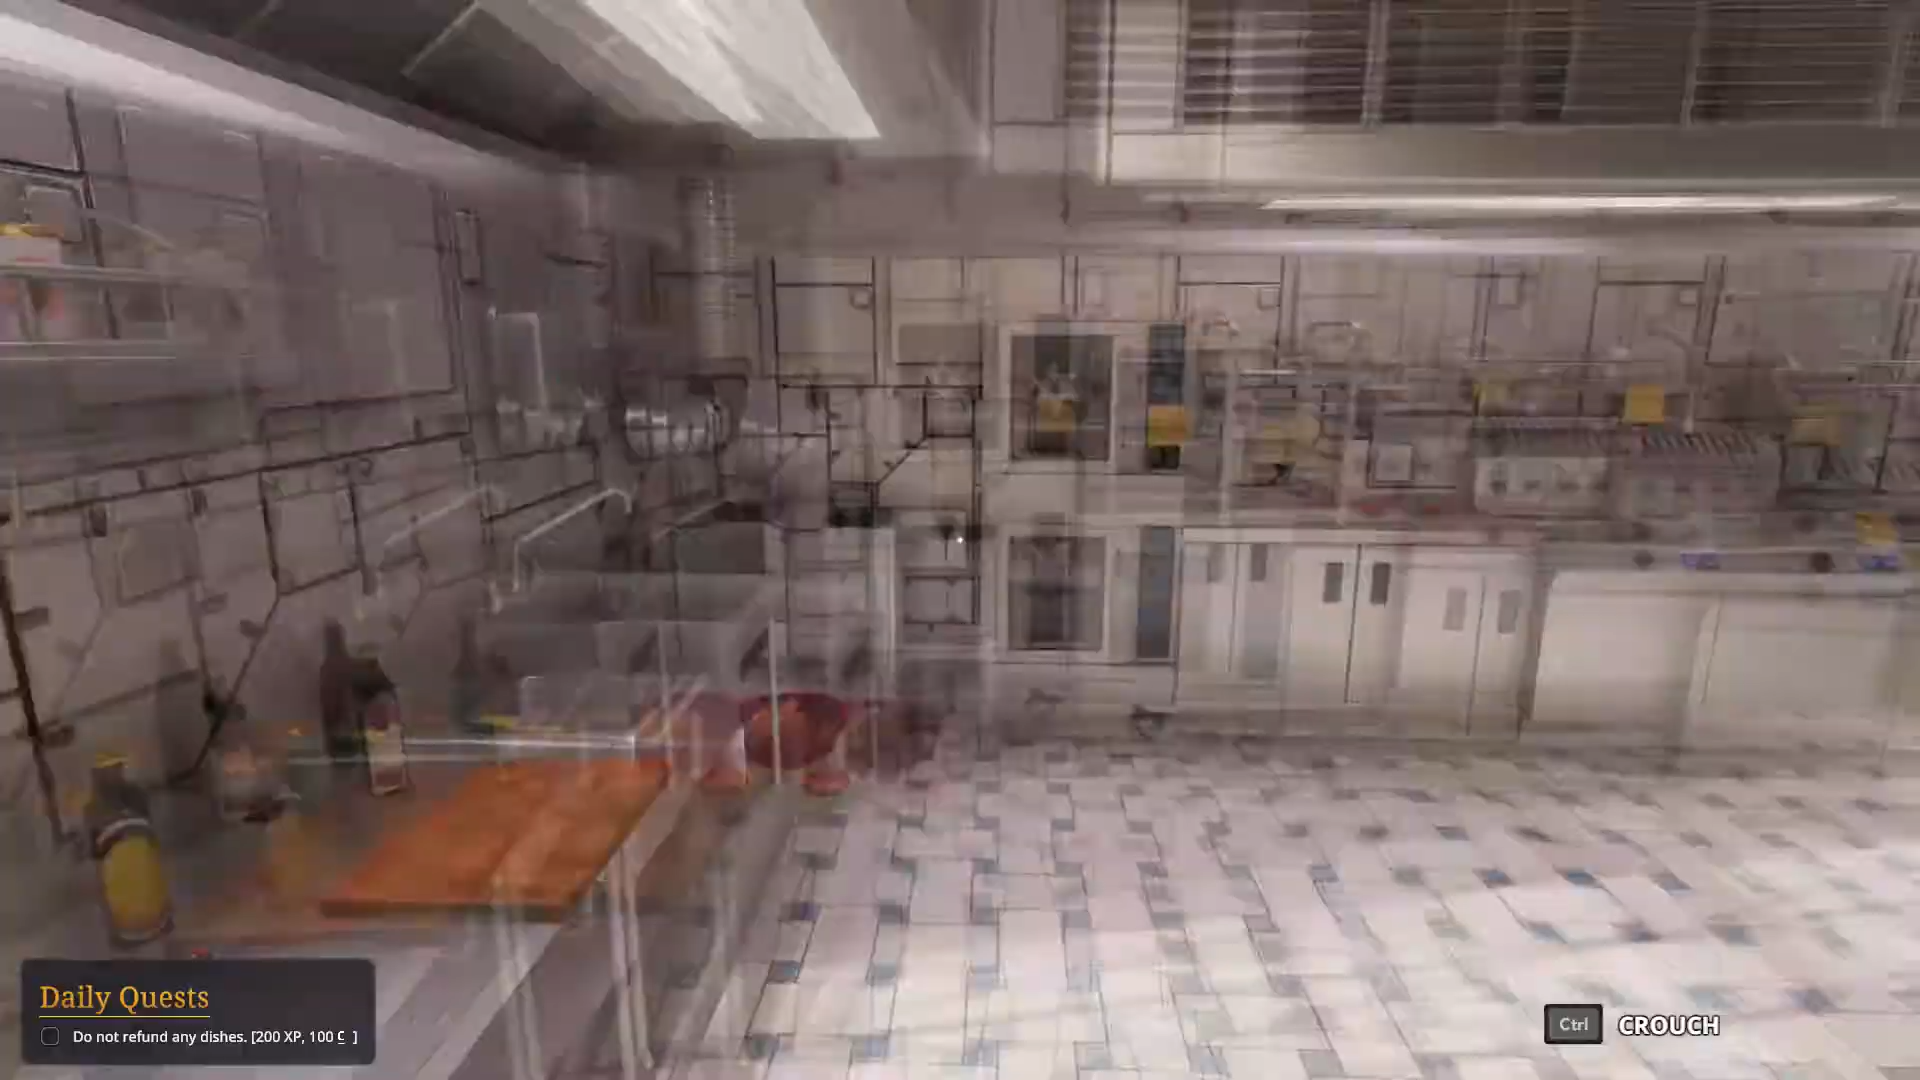 Daily Quests
Do not refund any dishes. [200 XP, 100 C ]
Ctrl CROUCH